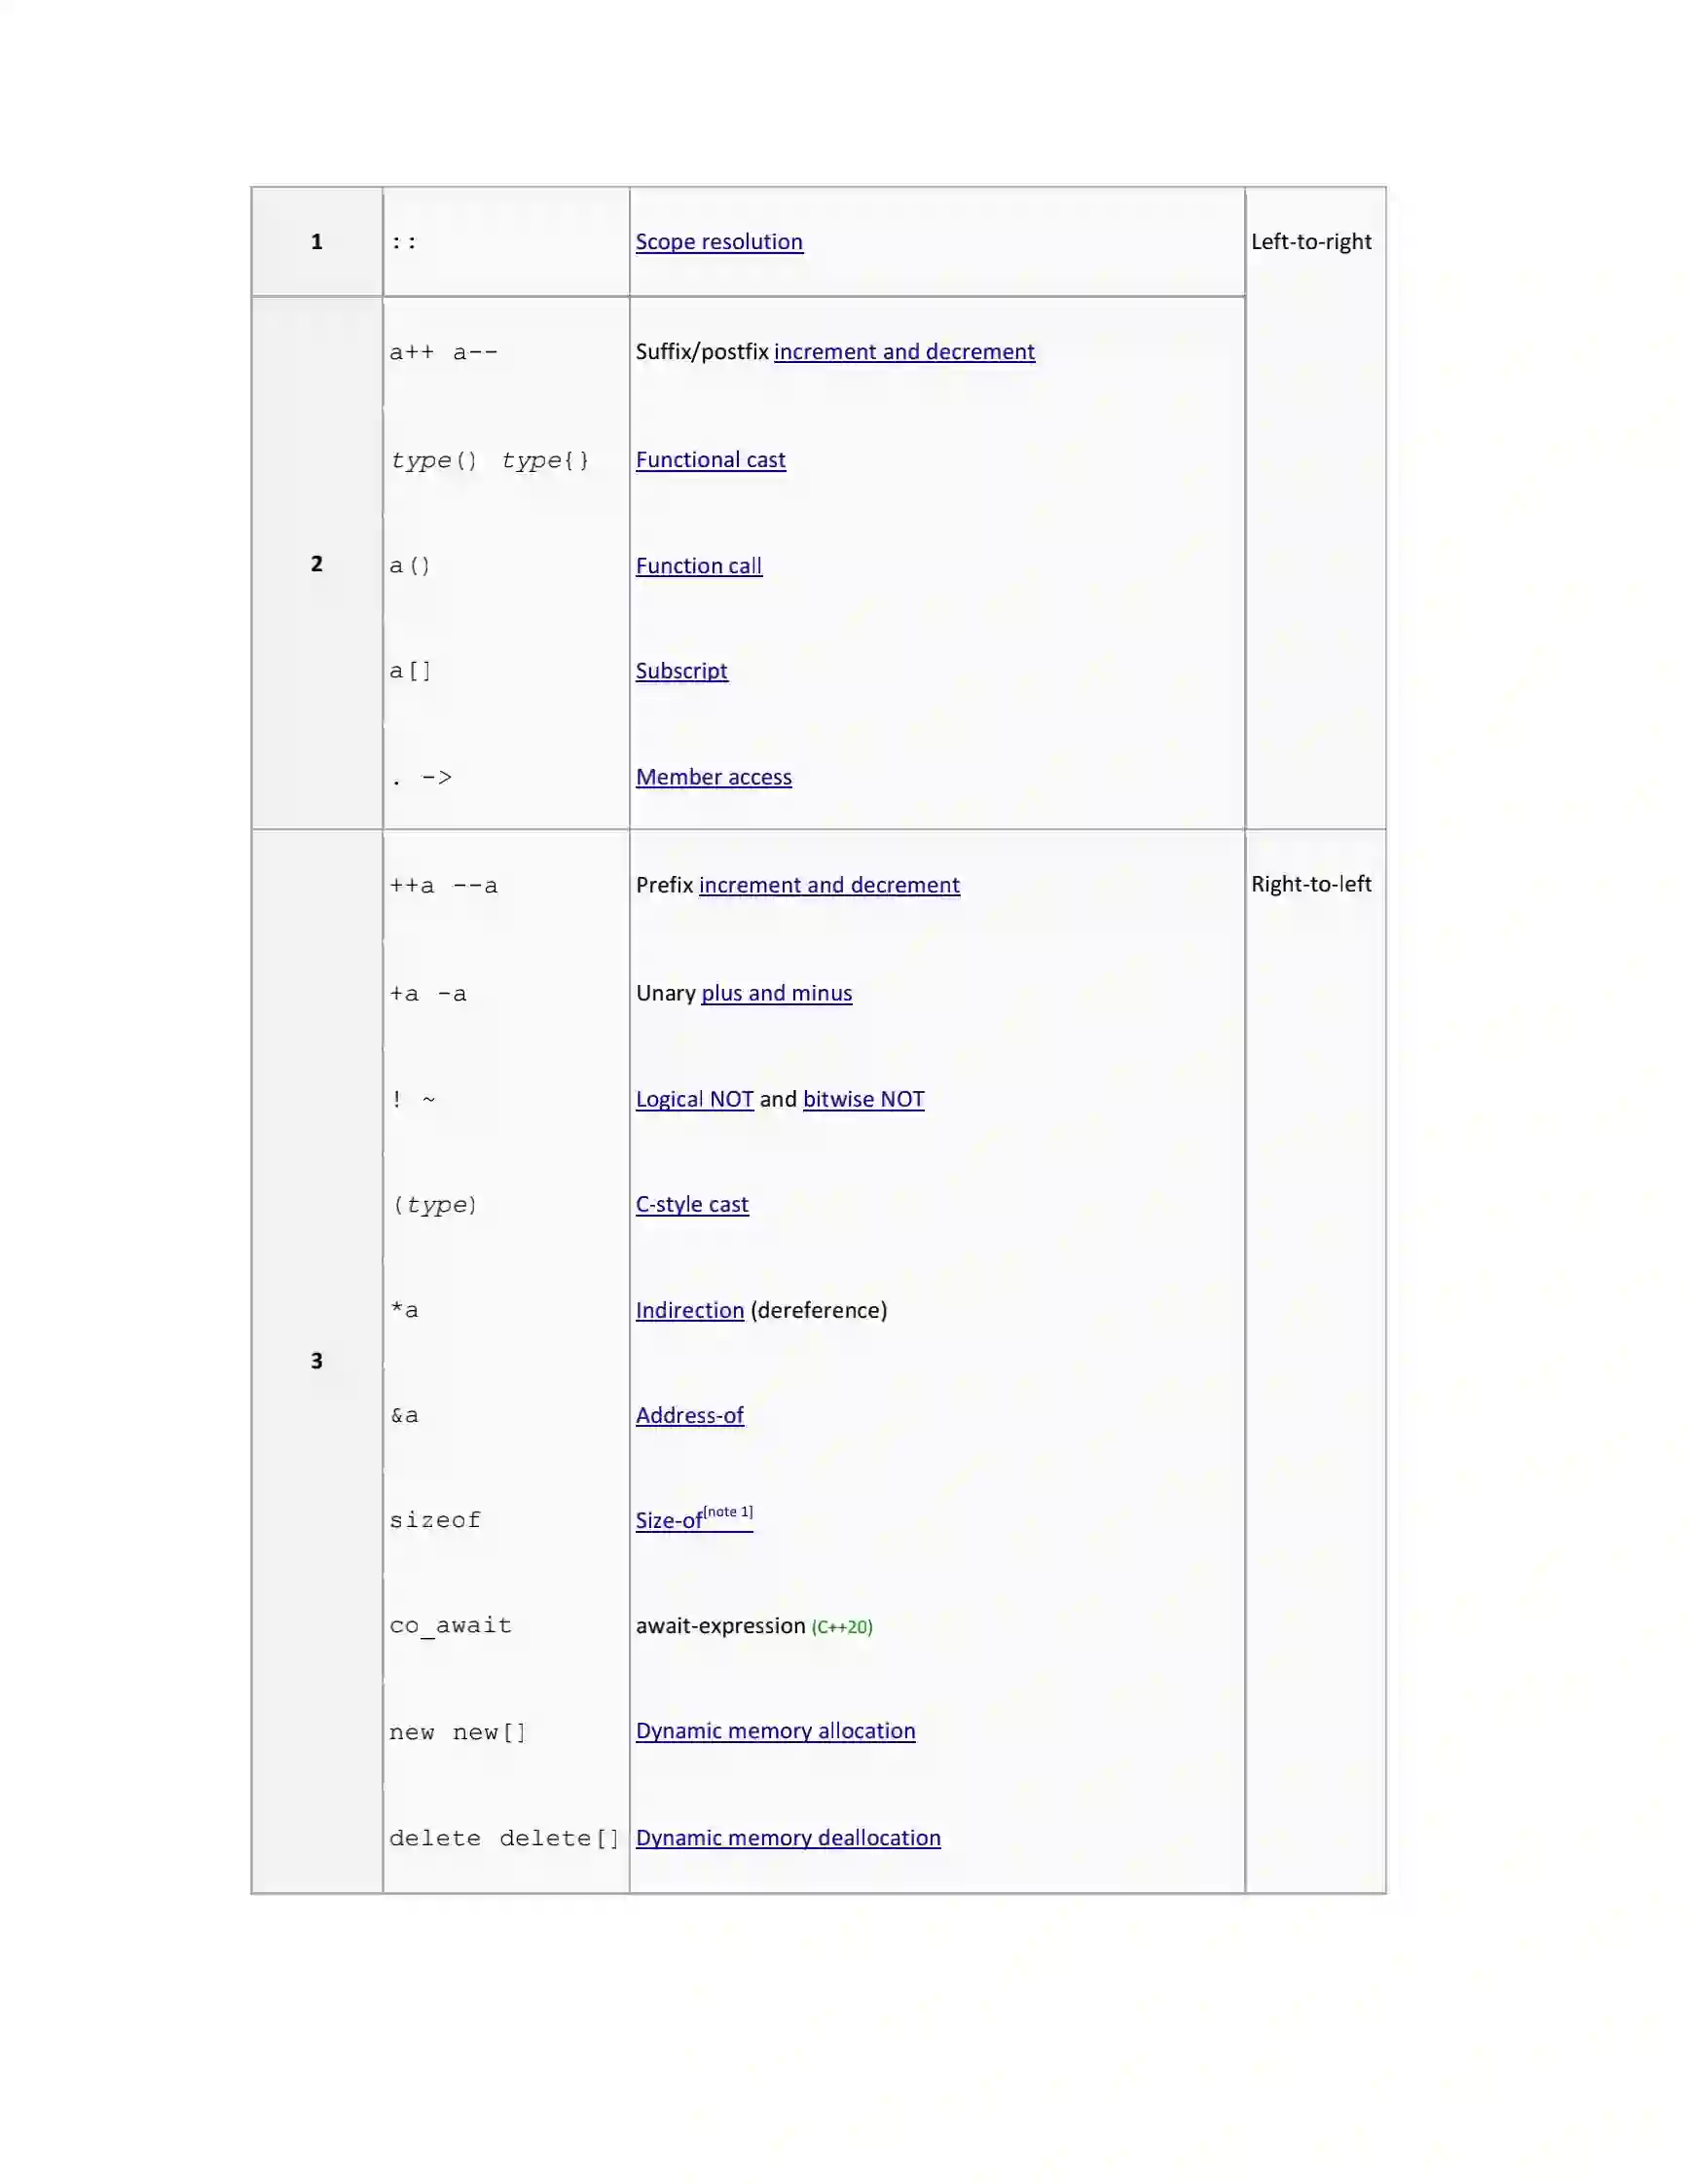 1 :: Scope resolution Left-to-right
a++ a-- Suffix/postfix increment and decrement
type() type{} Functional cast
2 a() Function call
a[] Subscript
. -> Member access
++a --a Prefix increment and decrement Right-to-left
+a -a Unary plus and minus
! ~ Logical NOT and bitwise NOT
(type) C-style cast
*a Indirection (dereference)
3
&a Address-of
sizeof Size-of[note 1]
co_await await-expression (C++20)
new new[] Dynamic memory allocation
delete delete[] Dynamic memory deallocation